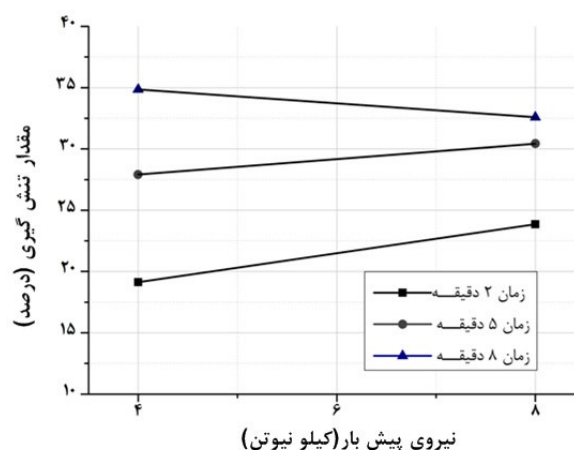 ۴۰
۳۵
۳۰
۲۵
۲۰
۱۵
۱۰
مقدار تنش گیری (درصد)
زمان ۲ دقیقـــه
زمان ۵ دقیقـــه
زمان ۸ دقیقـــه
۴
۶
۸
نیروی پیش بار(کیلو نیوتن)